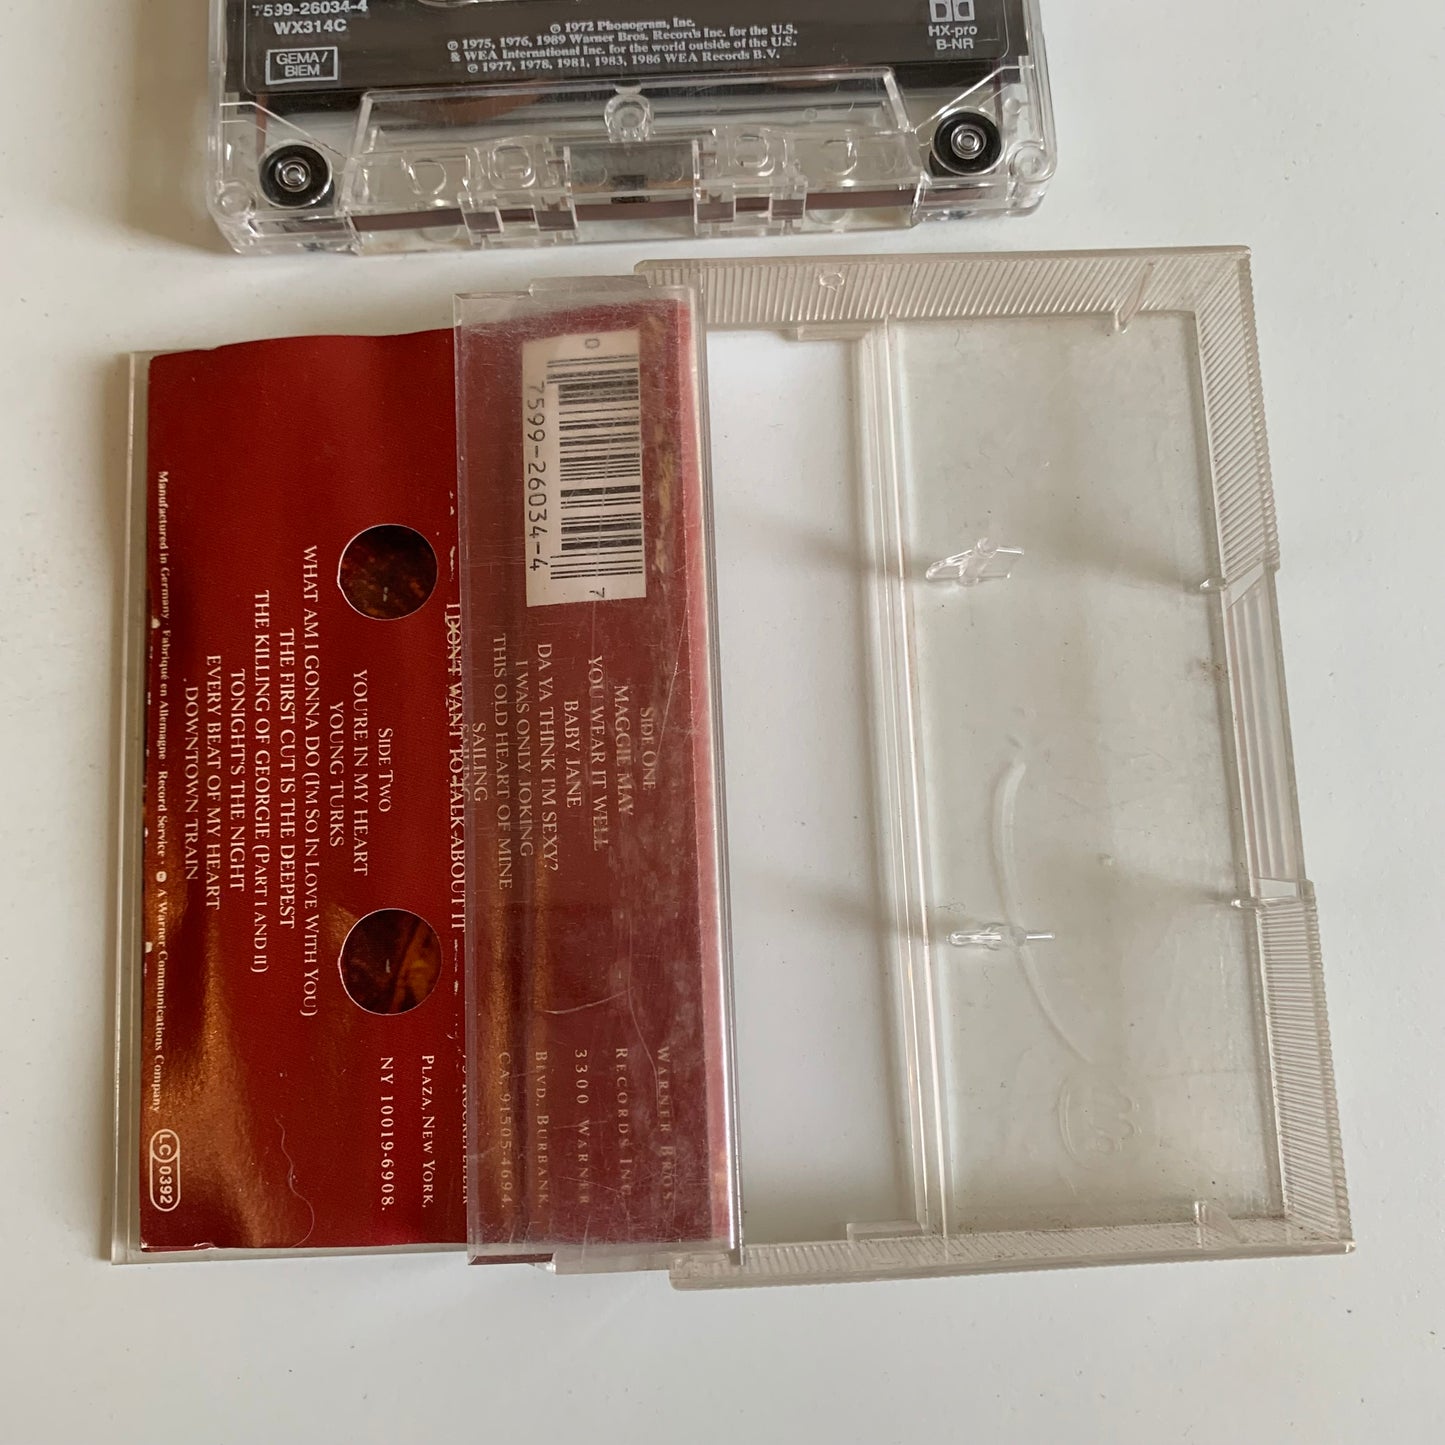 7599-26034-4
WX314C
GEMA/
BIEM
℗ 1972 Phonogram, Inc.
℗ 1975, 1976, 1989 Warner Bros. Records Inc. for the U.S.
& WEA International Inc. for the world outside of the U.S.
℗ 1977, 1978, 1981, 1983, 1986 WEA Records B.V.
HX-pro
B-NR
0
7599-26034-4
7
SIDE ONE
MAGGIE MAY
YOU WEAR IT WELL
BABY JANE
DA YA THINK I'M SEXY?
I WAS ONLY JOKING
THIS OLD HEART OF MINE
SAILING
I DON'T WANT TO TALK ABOUT IT
SIDE TWO
YOU'RE IN MY HEART
YOUNG TURKS
WHAT AM I GONNA DO (I'M SO IN LOVE WITH YOU)
THE FIRST CUT IS THE DEEPEST
THE KILLING OF GEORGIE (PART I AND II)
TONIGHT'S THE NIGHT
EVERY BEAT OF MY HEART
DOWNTOWN TRAIN
WARNER BROS.
RECORDS INC.
3300 WARNER
BLVD., BURBANK,
CA, 91505-4694.
75 ROCKEFELLER
PLAZA, NEW YORK,
NY 10019-6908.
Manufactured in Germany · Fabriqué en Allemagne · Record Service · A Warner Communications Company
LC 0392